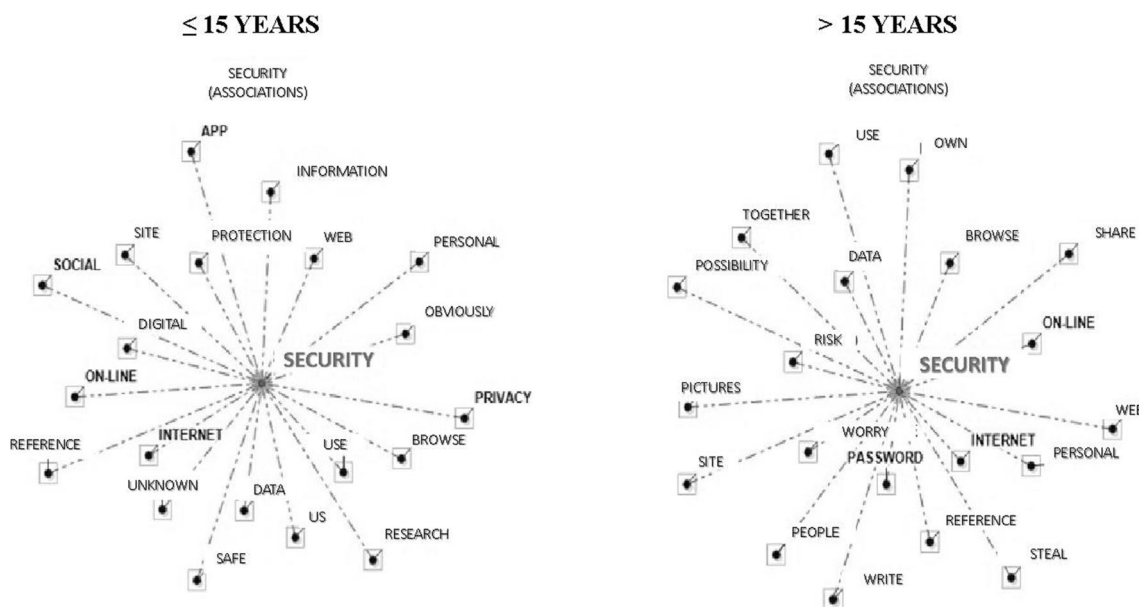 ≤ 15 YEARS
SECURITY
(ASSOCIATIONS)
APP
INFORMATION
SITE
PROTECTION
WEB
PERSONAL
SOCIAL
OBVIOUSLY
DIGITAL
SECURITY
ON-LINE
PRIVACY
REFERENCE
INTERNET
USE
BROWSE
UNKNOWN
DATA
US
RESEARCH
SAFE
> 15 YEARS
SECURITY
(ASSOCIATIONS)
USE
OWN
TOGETHER
BROWSE
SHARE
POSSIBILITY
DATA
ON-LINE
RISK
SECURITY
PICTURES
WEB
WORRY
INTERNET
SITE
PASSWORD
PERSONAL
PEOPLE
REFERENCE
STEAL
WRITE